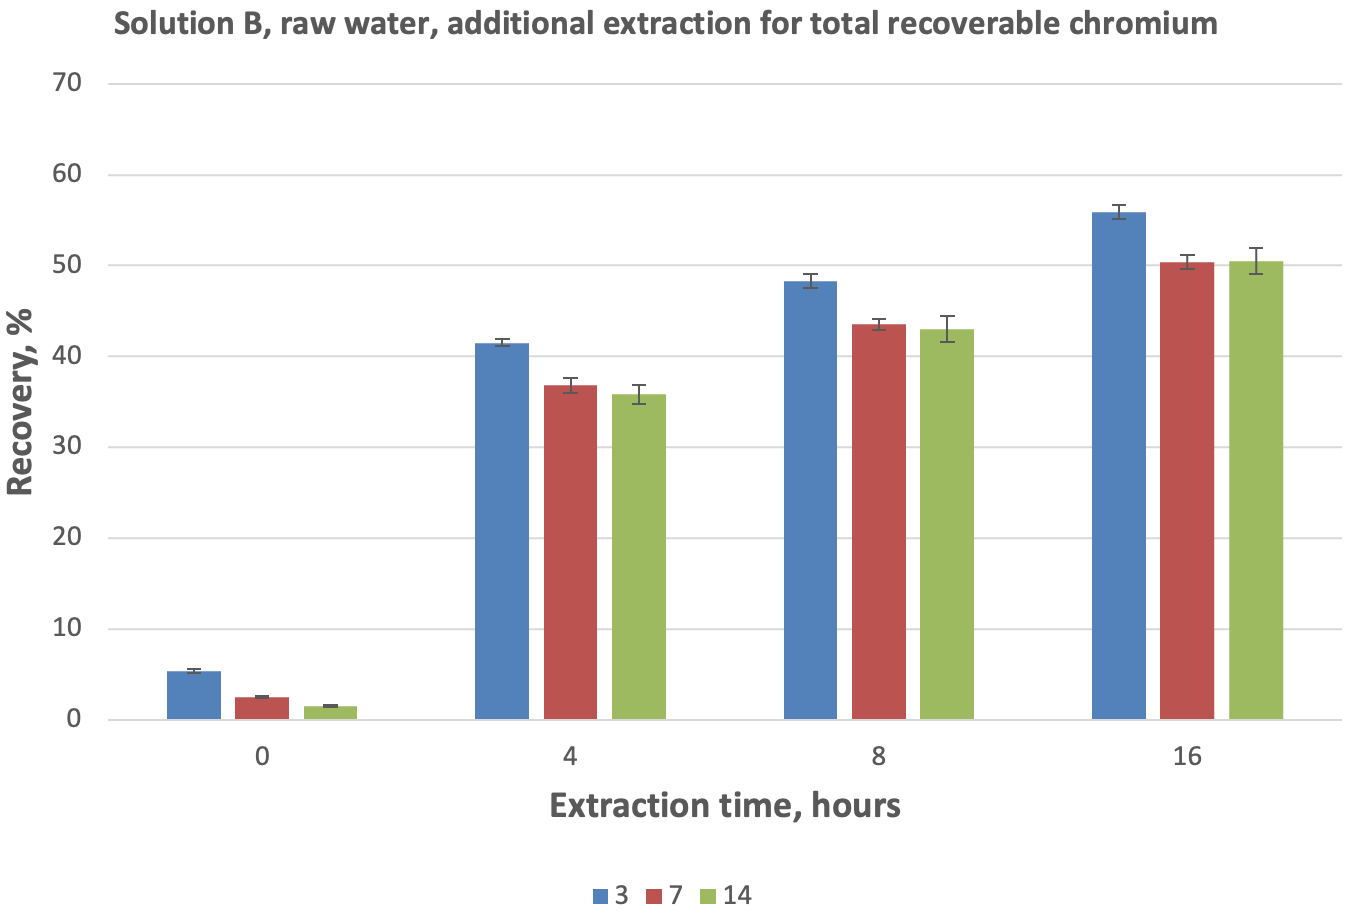 Solution B, raw water, additional extraction for total recoverable chromium
70
60
50
40
30
20
10
0
Recovery, %
0 4 8 16
Extraction time, hours
3 7 14